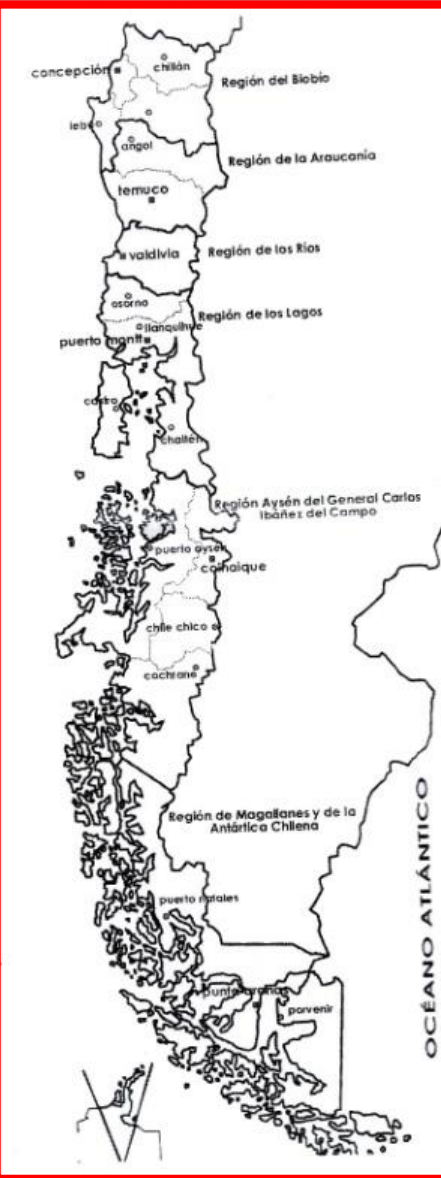 concepción
chillán
Región del Biobío
lebo
angol
Región de la Araucanía
temuco
valdivia
Región de los Ríos
osorno
Región de los Lagos
llanquihue
puerto montt
castro
chaitén
Región Aysén del General Carlos
Ibáñez del Campo
puerto aysén
coihaique
chile chico
cochrane
Región de Magallanes y de la
Antártica Chilena
OCÉANO ATLÁNTICO
puerto natales
punta arenas
porvenir